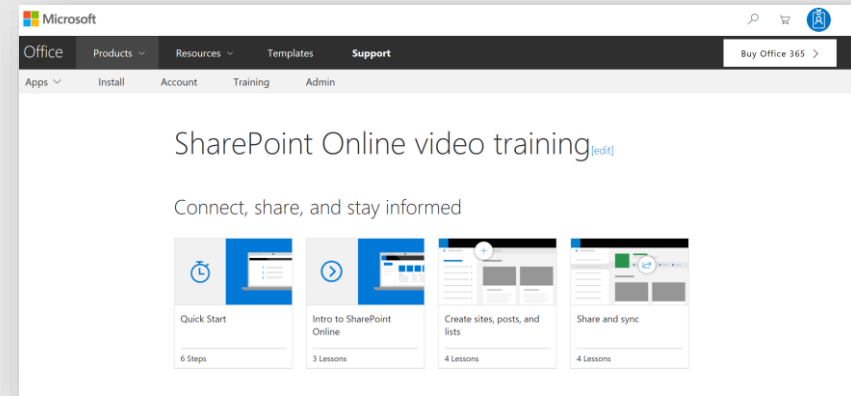 Microsoft
Office Products Resources Templates Support Buy Office 365
Apps Install Account Training Admin
SharePoint Online video training[edit]
Connect, share, and stay informed
Quick Start
6 Steps
Intro to SharePoint
Online
3 Lessons
Create sites, posts, and
lists
4 Lessons
Share and sync
4 Lessons